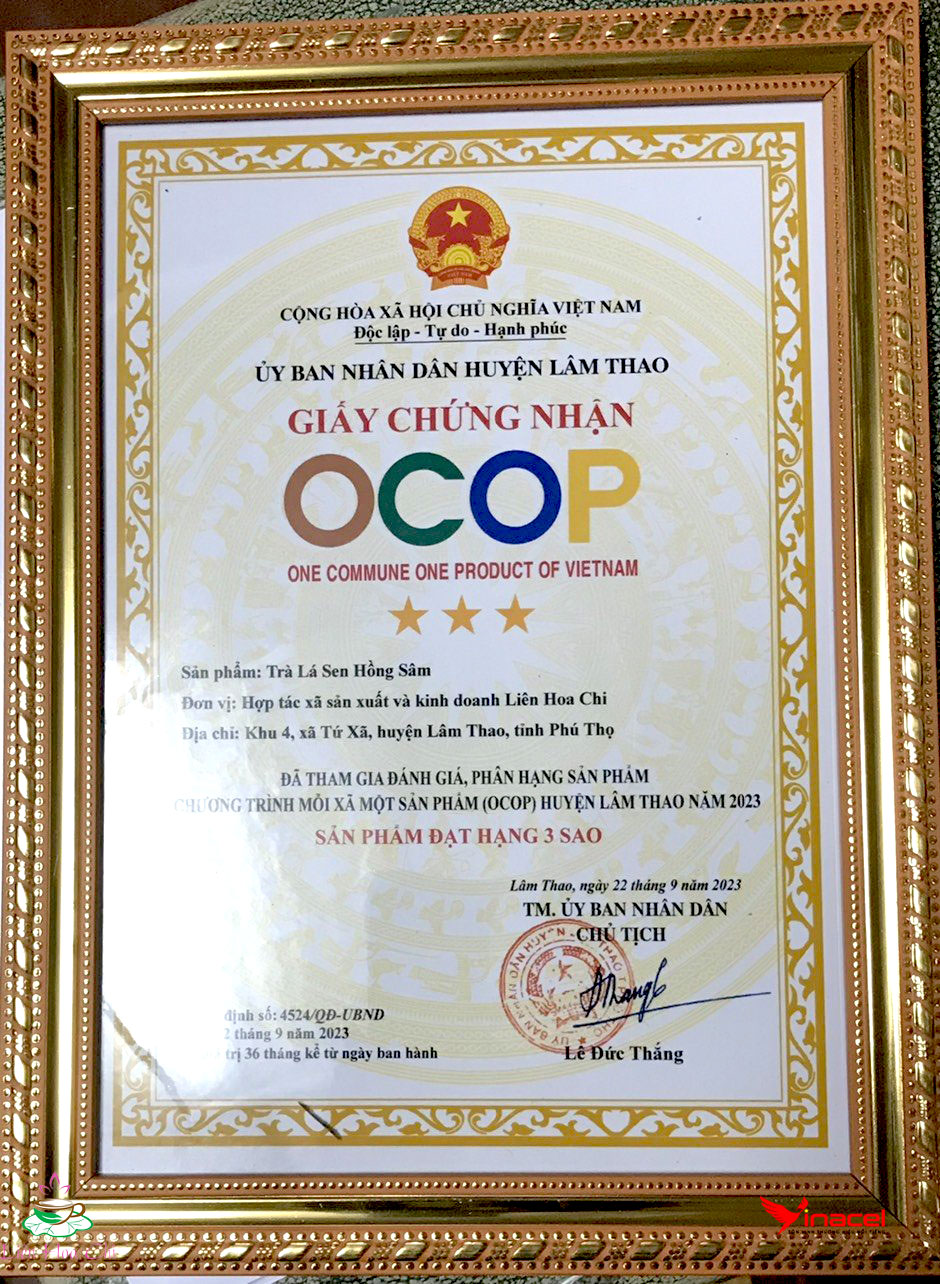 CỘNG HÒA XÃ HỘI CHỦ NGHĨA VIỆT NAM
Độc lập - Tự do - Hạnh phúc
ỦY BAN NHÂN DÂN HUYỆN LÂM THAO
GIẤY CHỨNG NHẬN
OCOP
ONE COMMUNE ONE PRODUCT OF VIETNAM
Sản phẩm: Trà Lá Sen Hồng Sâm
Đơn vị: Hợp tác xã sản xuất và kinh doanh Liên Hoa Chi
Địa chỉ: Khu 4, xã Tứ Xã, huyện Lâm Thao, tỉnh Phú Thọ
ĐÃ THAM GIA ĐÁNH GIÁ, PHÂN HẠNG SẢN PHẨM
CHƯƠNG TRÌNH MỖI XÃ MỘT SẢN PHẨM (OCOP) HUYỆN LÂM THAO NĂM 2023
SẢN PHẨM ĐẠT HẠNG 3 SAO
Lâm Thao, ngày 22 tháng 9 năm 2023
TM. ỦY BAN NHÂN DÂN
CHỦ TỊCH
định số: 4524/QĐ-UBND
2 tháng 9 năm 2023
trị 36 tháng kể từ ngày ban hành
Lê Đức Thắng
Vinacel